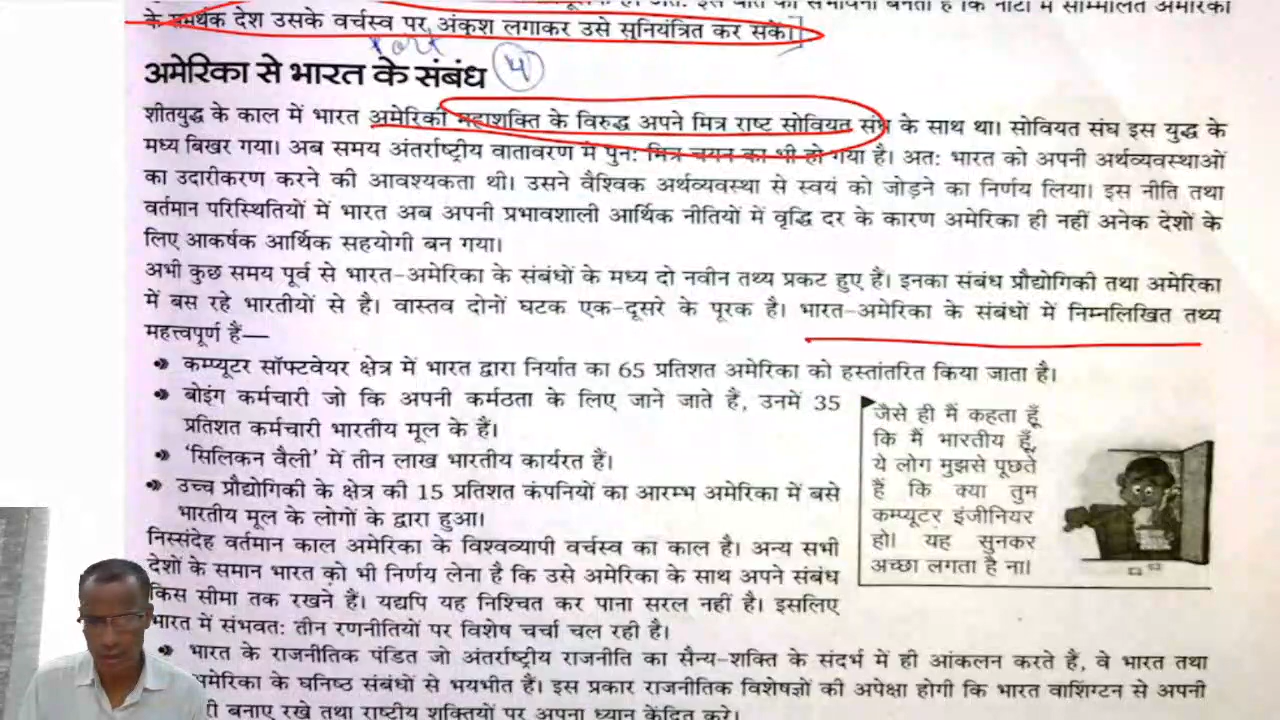 के समर्थक देश उसके वर्चस्व पर अंकुश लगाकर उसे सुनियंत्रित कर सकें।]
Part
अमेरिका से भारत के संबंध 4
शीतयुद्ध के काल में भारत अमेरिकी महाशक्ति के विरुद्ध अपने मित्र राष्ट सोवियत संघ के साथ था। सोवियत संघ इस युद्ध के
मध्य बिखर गया। अब समय अंतर्राष्ट्रीय वातावरण में पुन: मित्र चयन का भी हो गया है। अत: भारत को अपनी अर्थव्यवस्थाओं
का उदारीकरण करने की आवश्यकता थी। उसने वैश्विक अर्थव्यवस्था से स्वयं को जोड़ने का निर्णय लिया। इस नीति तथा
वर्तमान परिस्थितियों में भारत अब अपनी प्रभावशाली आर्थिक नीतियों में वृद्धि दर के कारण अमेरिका ही नहीं अनेक देशों के
लिए आकर्षक आर्थिक सहयोगी बन गया।
अभी कुछ समय पूर्व से भारत-अमेरिका के संबंधों के मध्य दो नवीन तथ्य प्रकट हुए हैं। इनका संबंध प्रौद्योगिकी तथा अमेरिका
में बस रहे भारतीयों से है। वास्तव दोनों घटक एक-दूसरे के पूरक है। भारत-अमेरिका के संबंधों में निम्नलिखित तथ्य
महत्त्वपूर्ण हैं—
कम्प्यूटर सॉफ्टवेयर क्षेत्र में भारत द्वारा निर्यात का 65 प्रतिशत अमेरिका को हस्तांतरित किया जाता है।
बोइंग कर्मचारी जो कि अपनी कर्मठता के लिए जाने जाते हैं, उनमें 35
प्रतिशत कर्मचारी भारतीय मूल के हैं।
'सिलिकन वैली' में तीन लाख भारतीय कार्यरत हैं।
उच्च प्रौद्योगिकी के क्षेत्र की 15 प्रतिशत कंपनियों का आरम्भ अमेरिका में बसे
भारतीय मूल के लोगों के द्वारा हुआ।
जैसे ही मैं कहता हूँ
कि मैं भारतीय हूँ,
ये लोग मुझसे पूछते
हैं कि क्या तुम
कम्प्यूटर इंजीनियर
हो। यह सुनकर
अच्छा लगता है ना।
निस्संदेह वर्तमान काल अमेरिका के विश्वव्यापी वर्चस्व का काल है। अन्य सभी
देशों के समान भारत को भी निर्णय लेना है कि उसे अमेरिका के साथ अपने संबंध
किस सीमा तक रखने हैं। यद्यपि यह निश्चित कर पाना सरल नहीं है। इसलिए
भारत में संभवत: तीन रणनीतियों पर विशेष चर्चा चल रही है।
भारत के राजनीतिक पंडित जो अंतर्राष्ट्रीय राजनीति का सैन्य-शक्ति के संदर्भ में ही आंकलन करते है, वे भारत तथा
अमेरिका के घनिष्ठ संबंधों से भयभीत हैं। इस प्रकार राजनीतिक विशेषज्ञों की अपेक्षा होगी कि भारत वाशिंगटन से अपनी
बनाए रखे तथा राष्टीय शक्तियों पर अपना ध्यान केंद्रित करे।